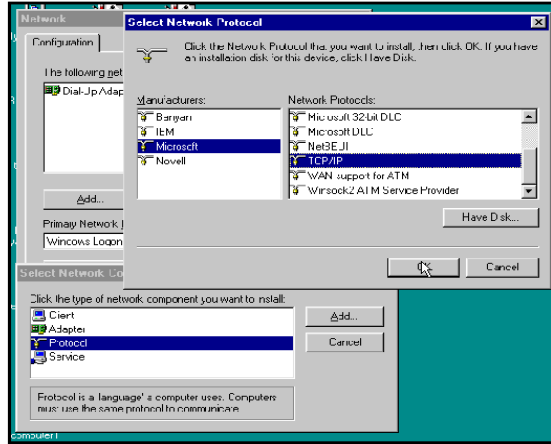 Network
Configuration
The following net
Dial-Up Adap
Add...
Primary Network
Windows Logon
Select Network Protocol
Click the Network Protocol that you want to install, then click OK. If you have
an installation disk for this device, click Have Disk.
Manufacturers:
Banyan
IBM
Microsoft
Novell
Network Protocols:
Microsoft 32-bit DLC
Microsoft DLC
NetBEUI
TCP/IP
WAN support for ATM
Winsock2 ATM Service Provider
Have Disk...
OK
Cancel
Select Network Co
Click the type of network component you want to install:
Client
Adapter
Protocol
Service
Add...
Cancel
Protocol is a 'language' a computer uses. Computers
must use the same protocol to communicate.
computer1